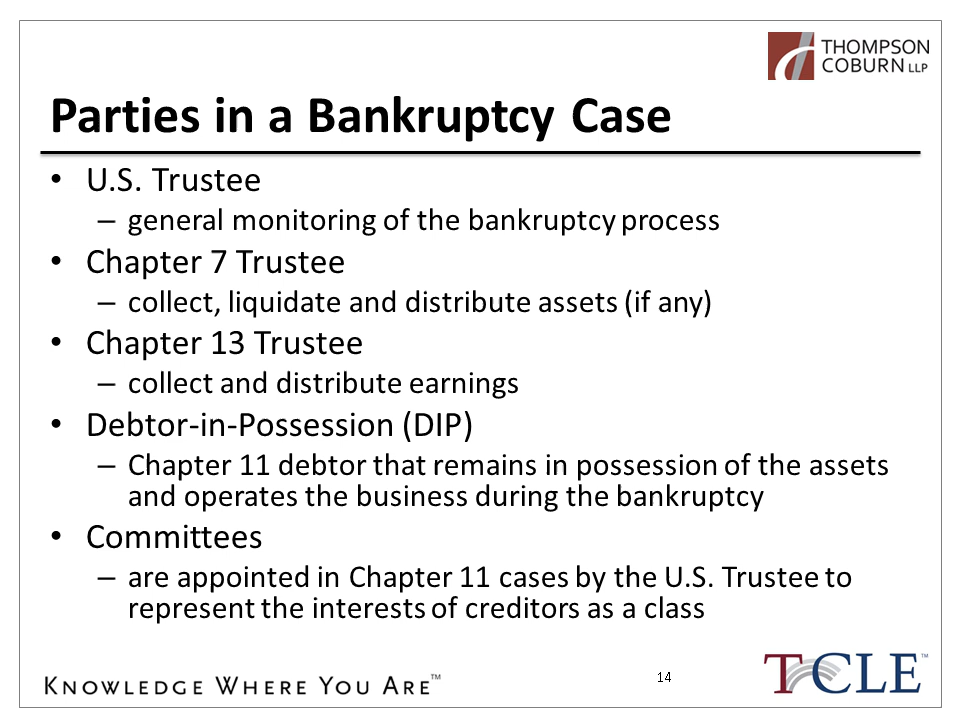 THOMPSON
COBURN LLP
Parties in a Bankruptcy Case
• U.S. Trustee
– general monitoring of the bankruptcy process
• Chapter 7 Trustee
– collect, liquidate and distribute assets (if any)
• Chapter 13 Trustee
– collect and distribute earnings
• Debtor-in-Possession (DIP)
– Chapter 11 debtor that remains in possession of the assets
and operates the business during the bankruptcy
• Committees
– are appointed in Chapter 11 cases by the U.S. Trustee to
represent the interests of creditors as a class
KNOWLEDGE WHERE YOU ARE™
14
TCCLE™